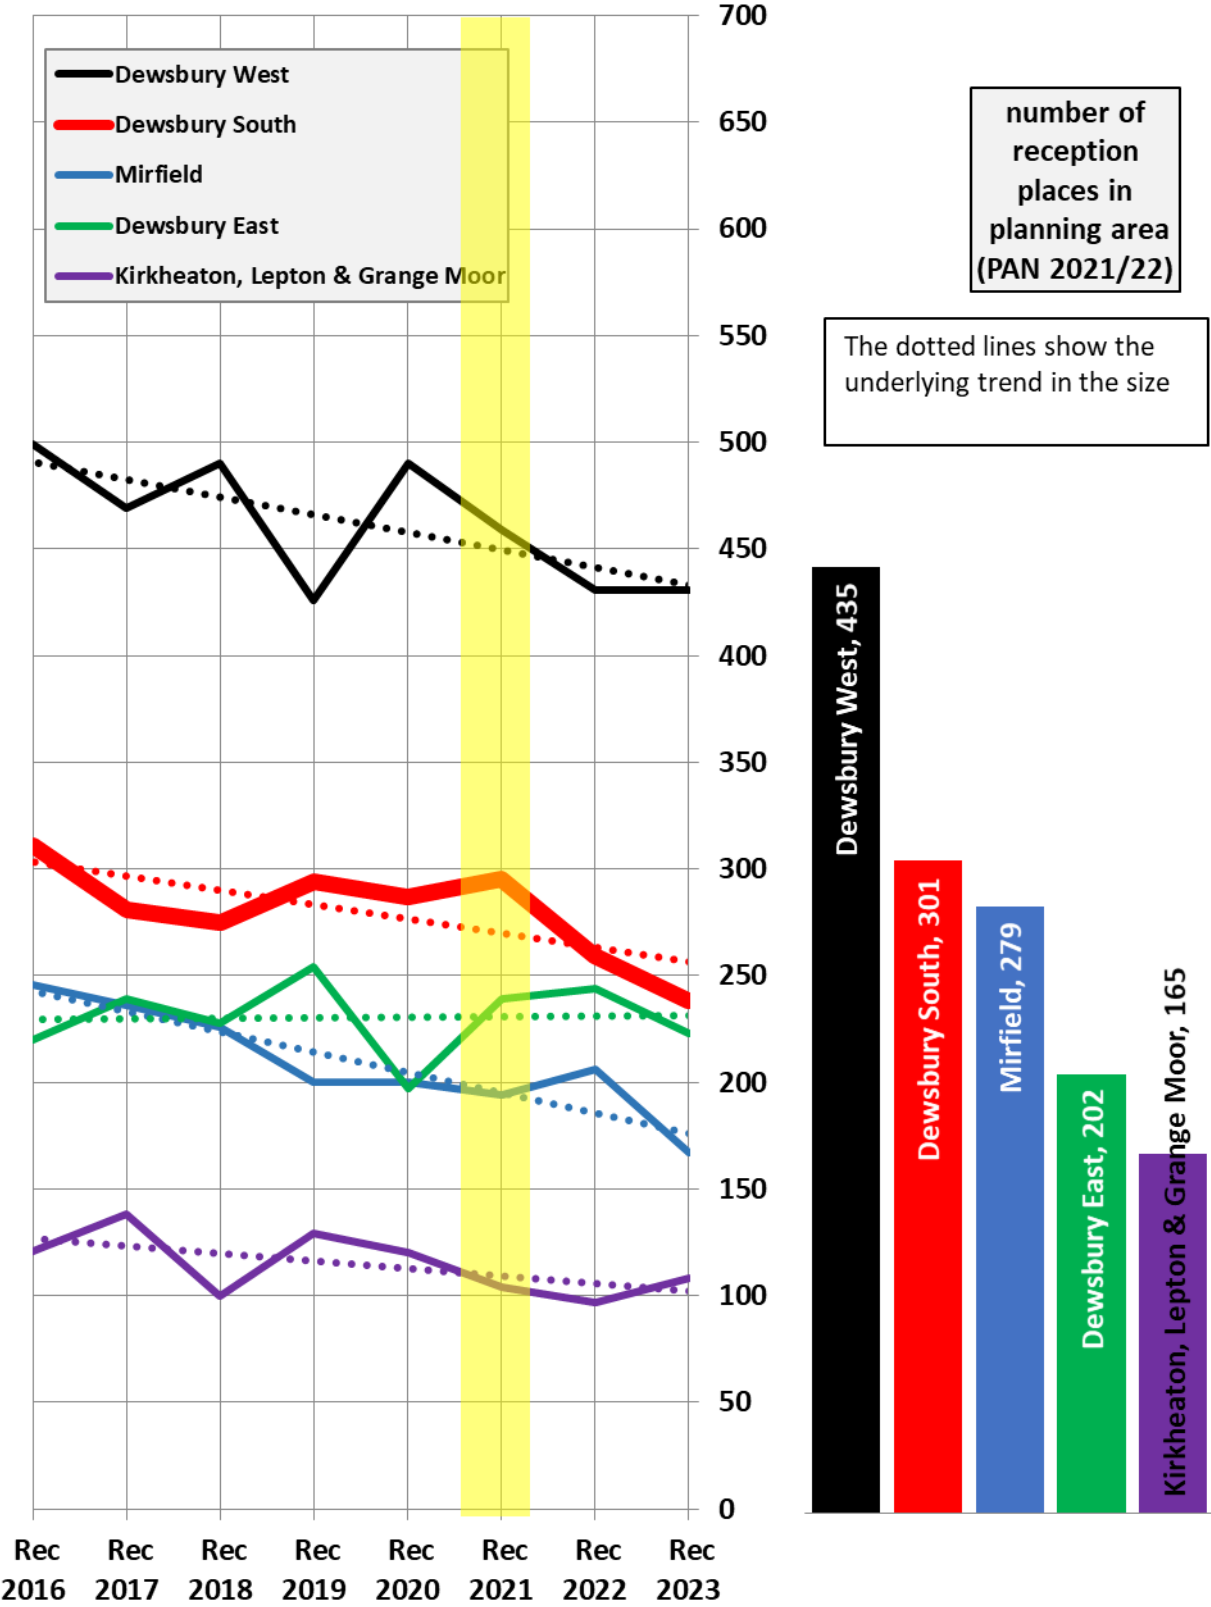 Dewsbury West
Dewsbury South
Mirfield
Dewsbury East
Kirkheaton, Lepton & Grange Moor
700
650
600
550
500
450
400
350
300
250
200
150
100
50
0
Rec 2016
Rec 2017
Rec 2018
Rec 2019
Rec 2020
Rec 2021
Rec 2022
Rec 2023
number of
reception
places in
planning area
(PAN 2021/22)
The dotted lines show the
underlying trend in the size
Dewsbury West, 435
Dewsbury South, 301
Mirfield, 279
Dewsbury East, 202
Kirkheaton, Lepton & Grange Moor, 165